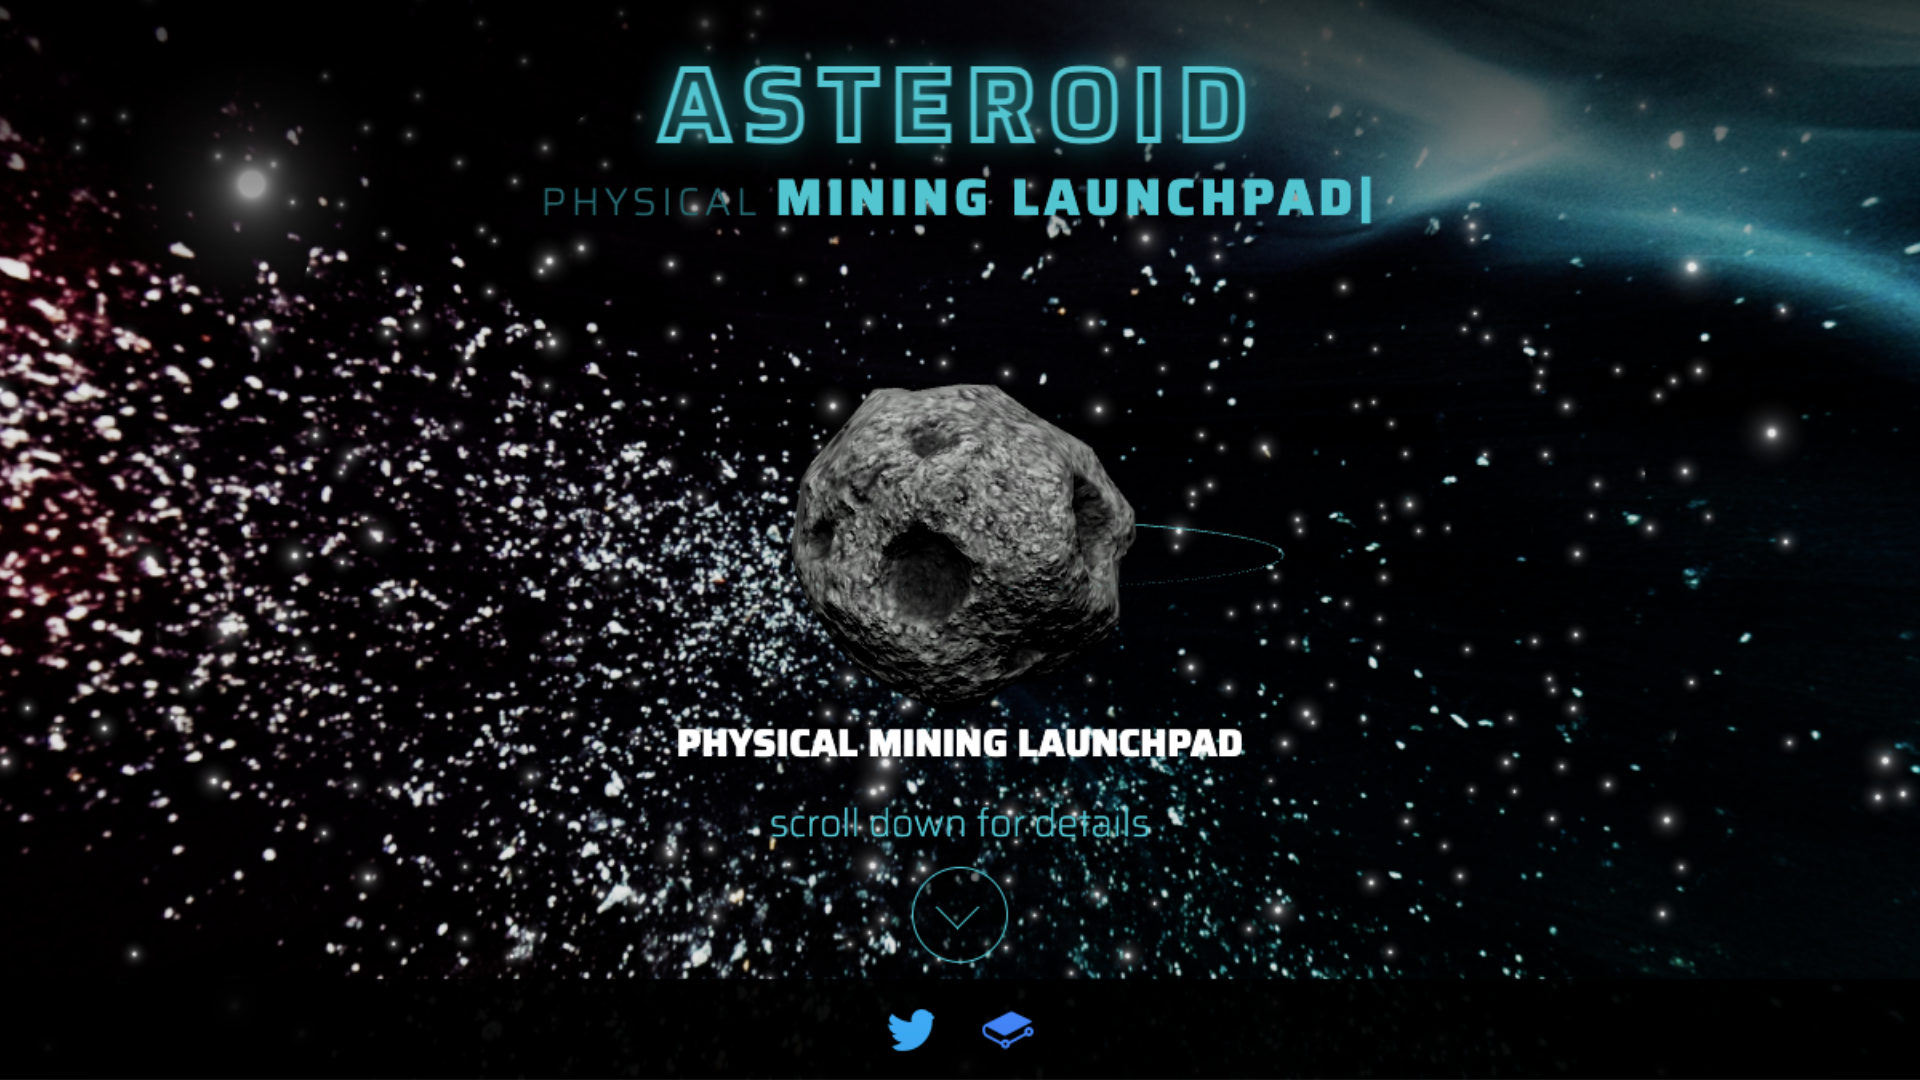 ASTEROID
PHYSICAL MINING LAUNCHPAD|
PHYSICAL MINING LAUNCHPAD
scroll down for details